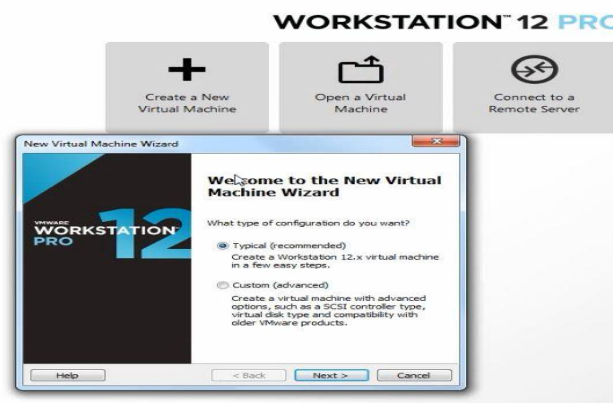 WORKSTATION™ 12 PRO
Create a New
Virtual Machine
Open a Virtual
Machine
Connect to a
Remote Server
New Virtual Machine Wizard
VMWARE
WORKSTATION™
PRO 12
Welcome to the New Virtual
Machine Wizard
What type of configuration do you want?
Typical (recommended)
Create a Workstation 12.x virtual machine
in a few easy steps.
Custom (advanced)
Create a virtual machine with advanced
options, such as a SCSI controller type,
virtual disk type and compatibility with
older VMware products.
Help
< Back
Next >
Cancel